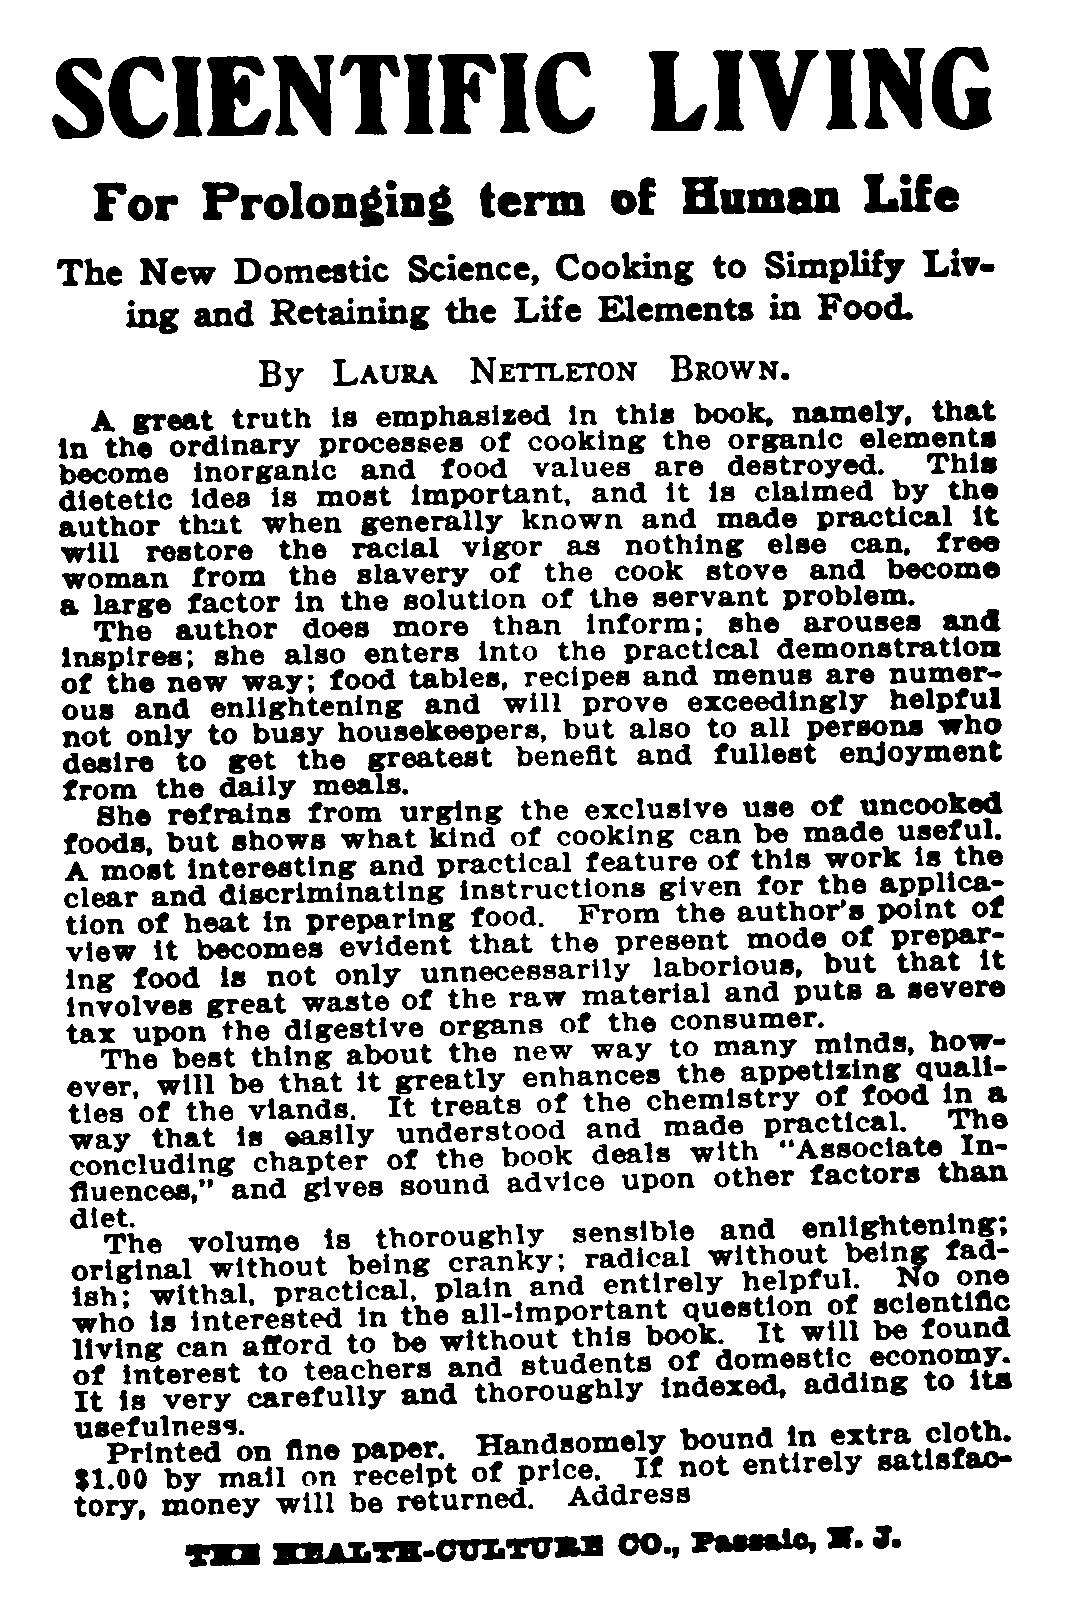 SCIENTIFIC LIVING
For Prolonging term of Human Life
The New Domestic Science, Cooking to Simplify Liv-
ing and Retaining the Life Elements in Food.
By LAURA NETTLETON BROWN.
A great truth is emphasized in this book, namely, that
in the ordinary processes of cooking the organic elements
become inorganic and food values are destroyed. This
dietetic idea is most important, and it is claimed by the
author that when generally known and made practical it
will restore the racial vigor as nothing else can, free
woman from the slavery of the cook stove and become
a large factor in the solution of the servant problem.
The author does more than inform; she arouses and
inspires; she also enters into the practical demonstration
of the new way; food tables, recipes and menus are numer-
ous and enlightening and will prove exceedingly helpful
not only to busy housekeepers, but also to all persons who
desire to get the greatest benefit and fullest enjoyment
from the daily meals.
She refrains from urging the exclusive use of uncooked
foods, but shows what kind of cooking can be made useful.
A most interesting and practical feature of this work is the
clear and discriminating instructions given for the applica-
tion of heat in preparing food. From the author's point of
view it becomes evident that the present mode of prepar-
ing food is not only unnecessarily laborious, but that it
involves great waste of the raw material and puts a severe
tax upon the digestive organs of the consumer.
The best thing about the new way to many minds, how-
ever, will be that it greatly enhances the appetizing quali-
ties of the viands. It treats of the chemistry of food in a
way that is easily understood and made practical. The
concluding chapter of the book deals with "Associate In-
fluences," and gives sound advice upon other factors than
diet.
The volume is thoroughly sensible and enlightening;
original without being cranky; radical without being fad-
ish; withal, practical, plain and entirely helpful. No one
who is interested in the all-important question of scientific
living can afford to be without this book. It will be found
of interest to teachers and students of domestic economy.
It is very carefully and thoroughly indexed, adding to its
usefulness.
Printed on fine paper. Handsomely bound in extra cloth.
$1.00 by mail on receipt of price. If not entirely satisfac-
tory, money will be returned. Address
THE HEALTH-CULTURE CO., Passaic, N. J.